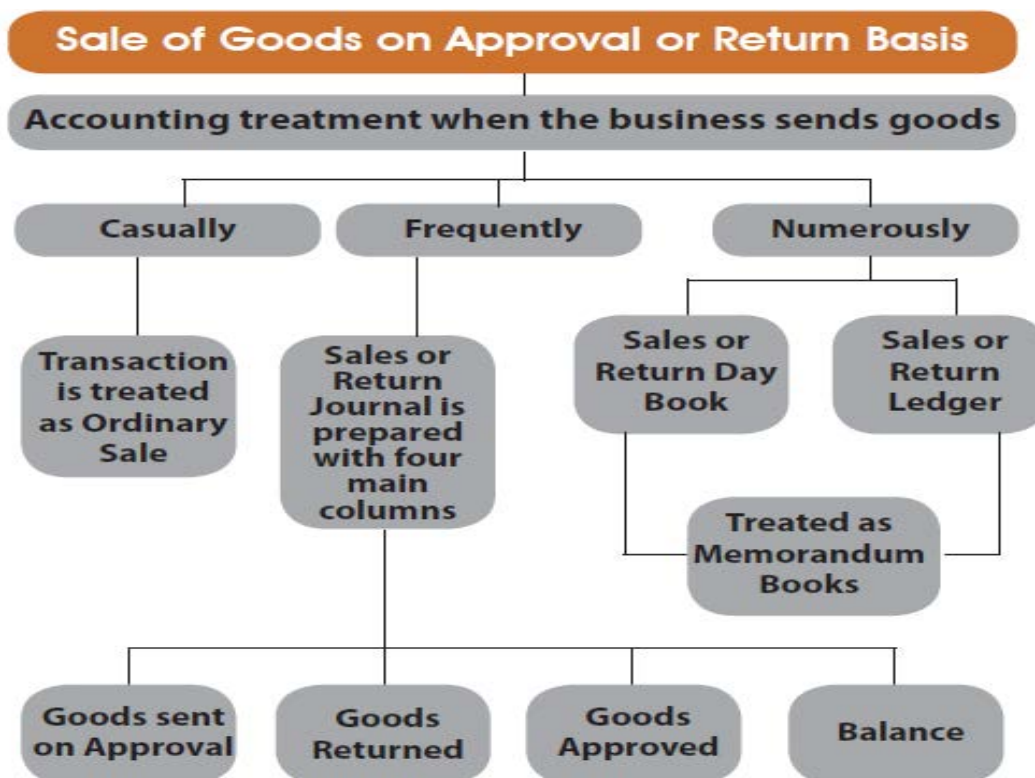 Sale of Goods on Approval or Return Basis
Accounting treatment when the business sends goods
Casually
Frequently
Numerously
Transaction
is treated
as Ordinary
Sale
Sales or
Return
Journal is
prepared
with four
main
columns
Sales or
Return Day
Book
Sales or
Return
Ledger
Treated as
Memorandum
Books
Goods sent
on Approval
Goods
Returned
Goods
Approved
Balance